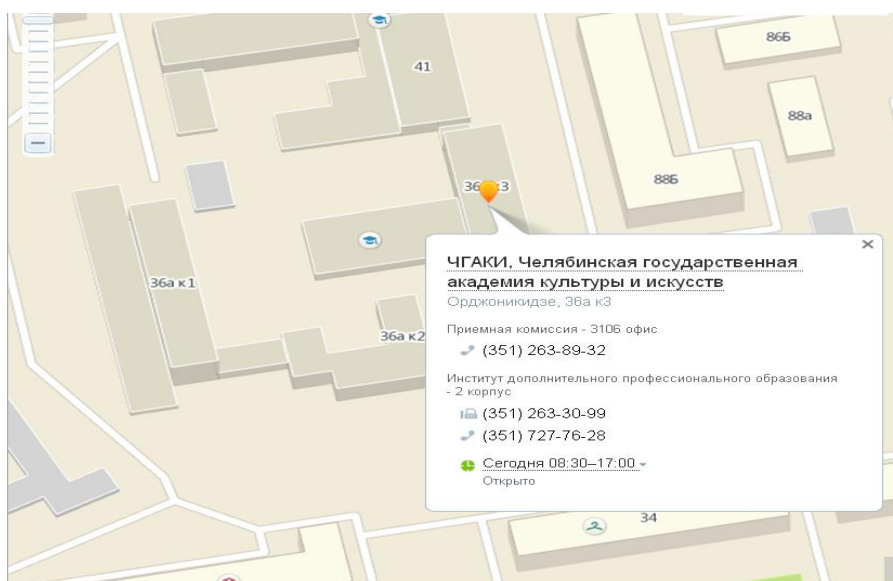 86Б
41
88а
36а к3
88Б
36а к1
36а к2
ЧГАКИ, Челябинская государственная
академия культуры и искусств
Орджоникидзе, 36а к3
Приемная комиссия - 3106 офис
(351) 263-89-32
Институт дополнительного профессионального образования
- 2 корпус
(351) 263-30-99
(351) 727-76-28
Сегодня 08:30–17:00
Открыто
34